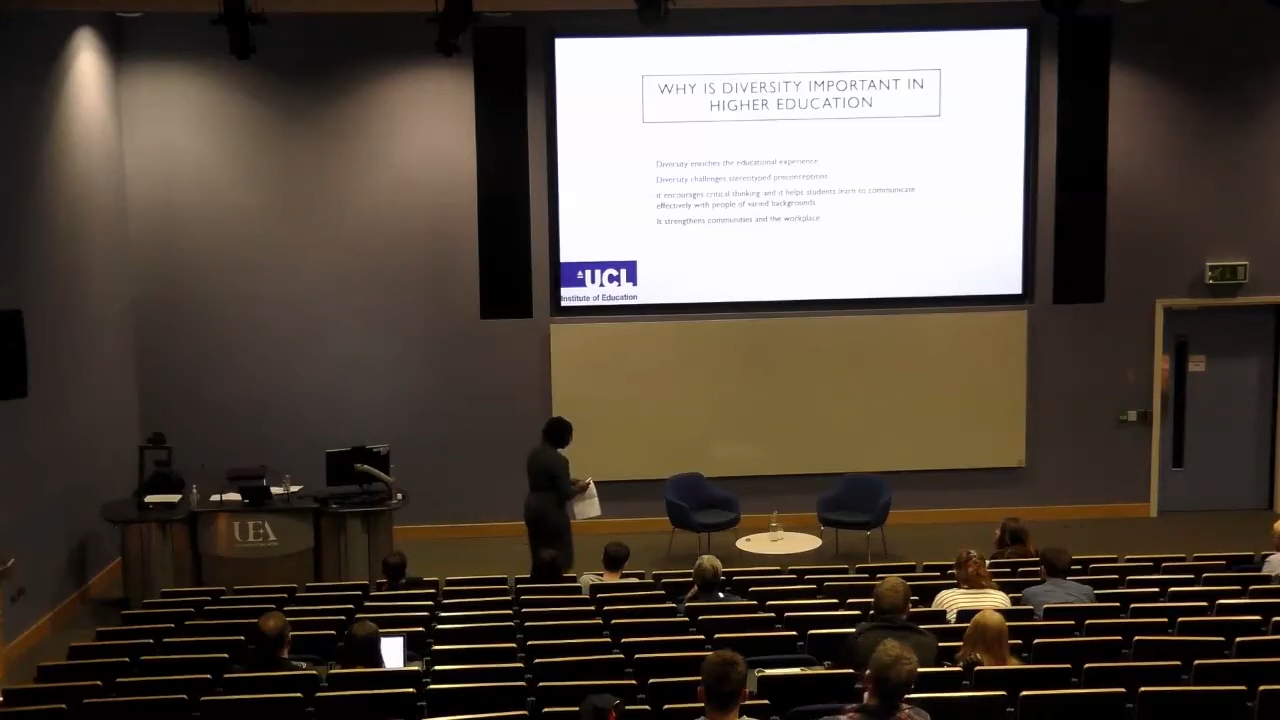 WHY IS DIVERSITY IMPORTANT IN
HIGHER EDUCATION
Diversity enriches the educational experience
Diversity challenges stereotyped preconceptions
it encourages critical thinking and it helps students learn to communicate
effectively with people of varied backgrounds
It strengthens communities and the workplace
UCL
Institute of Education
UEA